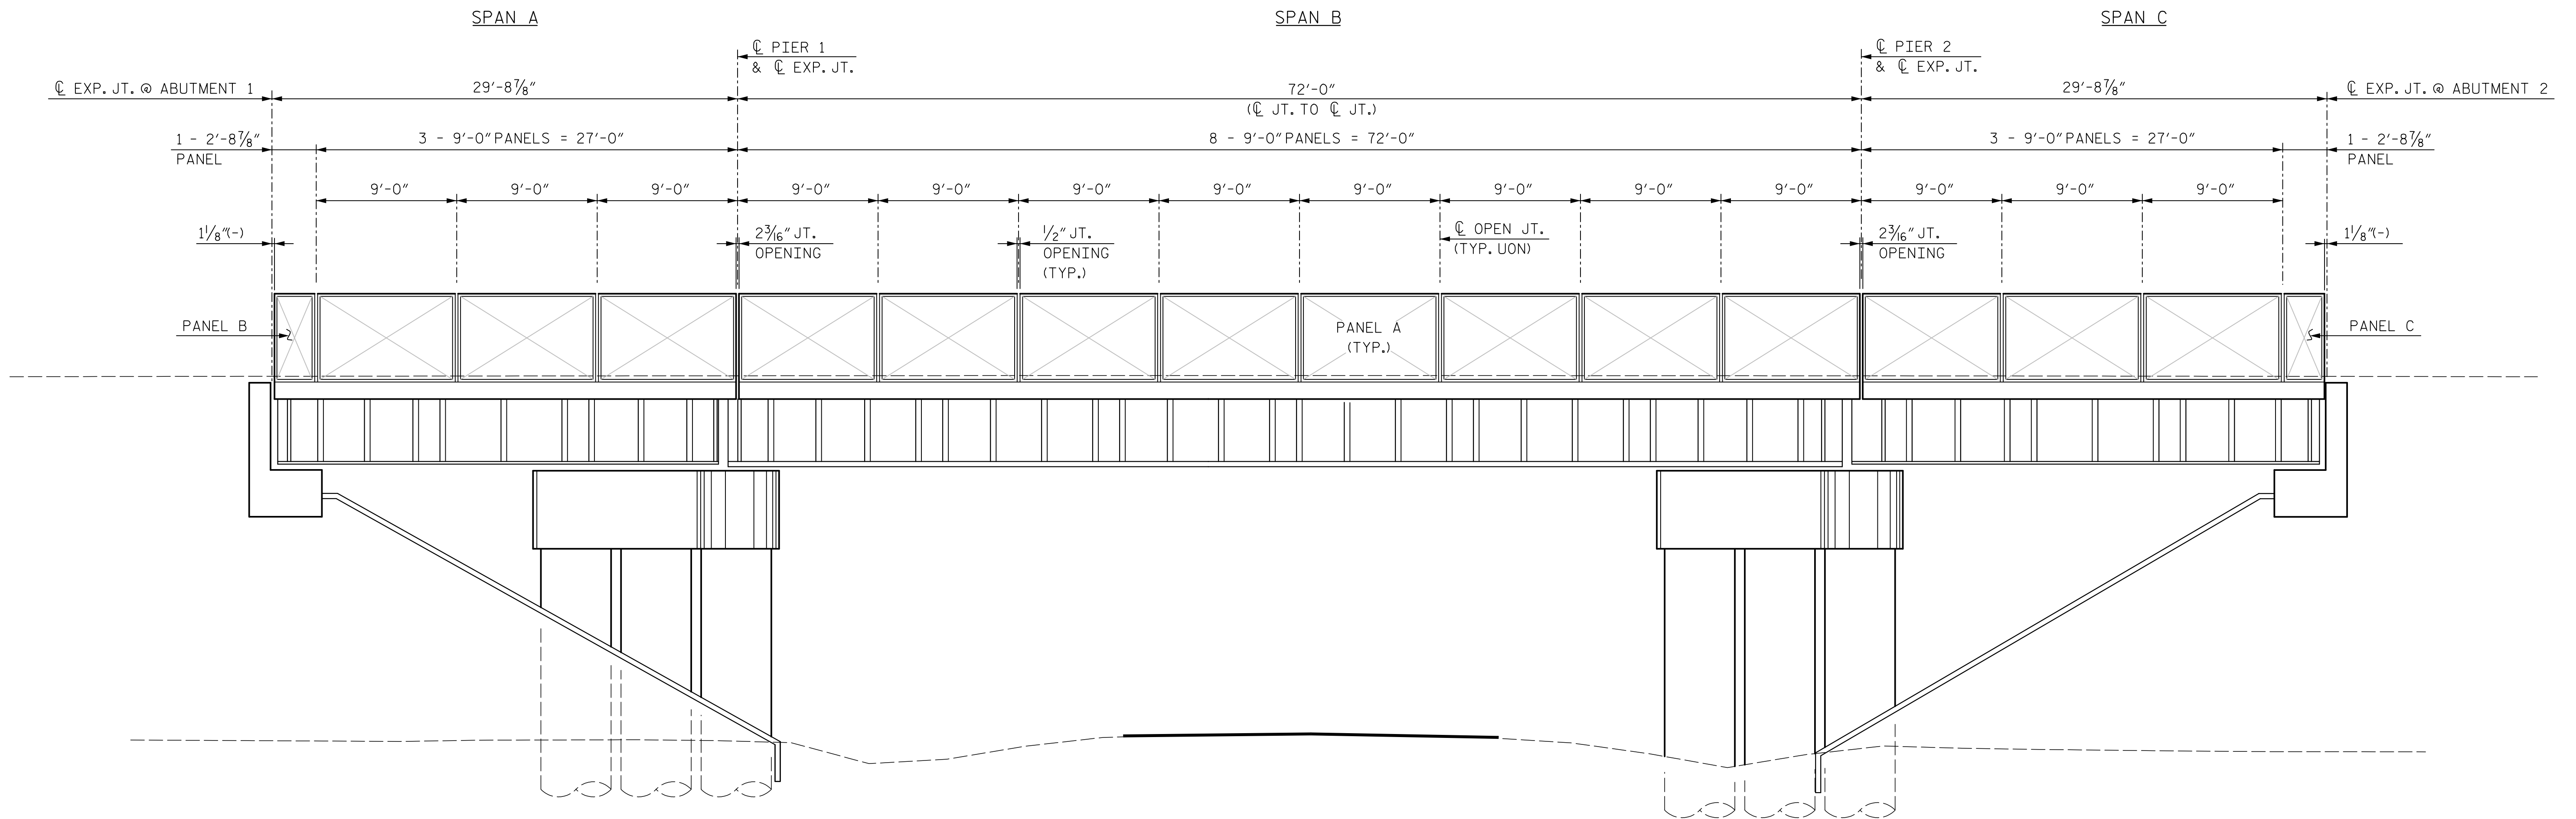 SPAN A
SPAN B
SPAN C
℄ PIER 1
& ℄ EXP. JT.
℄ PIER 2
& ℄ EXP. JT.
℄ EXP. JT. @ ABUTMENT 1
29'-8⅞"
72'-0"
(℄ JT. TO ℄ JT.)
29'-8⅞"
℄ EXP. JT. @ ABUTMENT 2
1 - 2'-8⅞"
PANEL
3 - 9'-0" PANELS = 27'-0"
8 - 9'-0" PANELS = 72'-0"
3 - 9'-0" PANELS = 27'-0"
1 - 2'-8⅞"
PANEL
9'-0"
9'-0"
9'-0"
9'-0"
9'-0"
9'-0"
9'-0"
9'-0"
9'-0"
9'-0"
9'-0"
9'-0"
9'-0"
9'-0"
1⅛"(-)
2 3/16" JT.
OPENING
½" JT.
OPENING
(TYP.)
℄ OPEN JT.
(TYP. UON)
2 3/16" JT.
OPENING
1⅛"(-)
PANEL B
PANEL A
(TYP.)
PANEL C